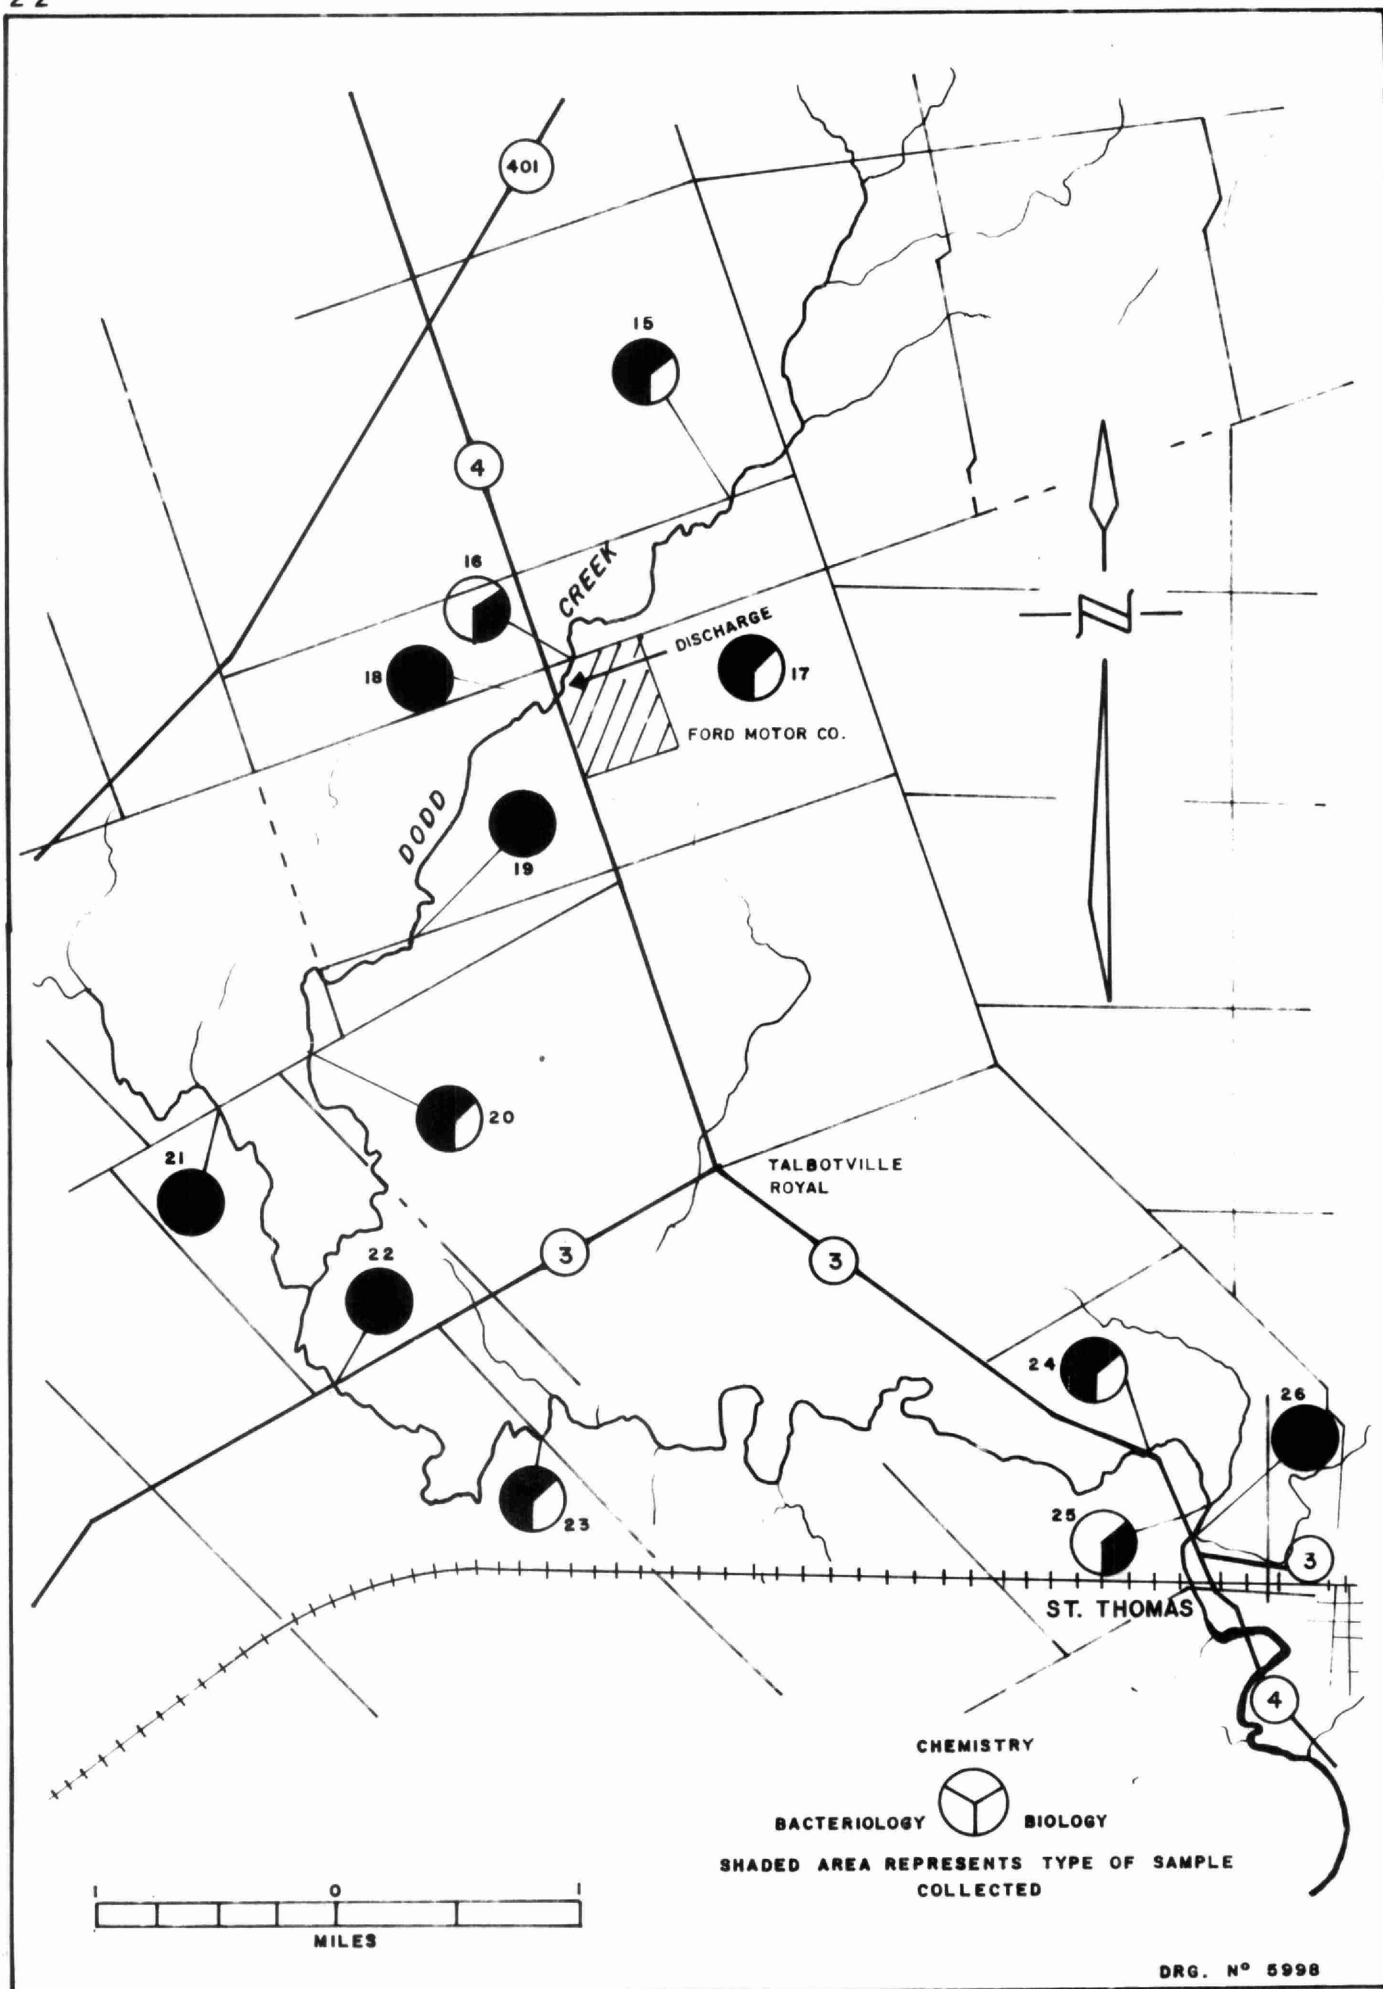 22
401
15
4
16
CREEK
DISCHARGE
18
17
FORD MOTOR CO.
DODD
19
N
20
TALBOTVILLE
ROYAL
21
3
3
22
24
26
23
25
3
ST. THOMAS
4
CHEMISTRY
BACTERIOLOGY
BIOLOGY
SHADED AREA REPRESENTS TYPE OF SAMPLE
COLLECTED
1 0 1
MILES
DRG. Nº 5998